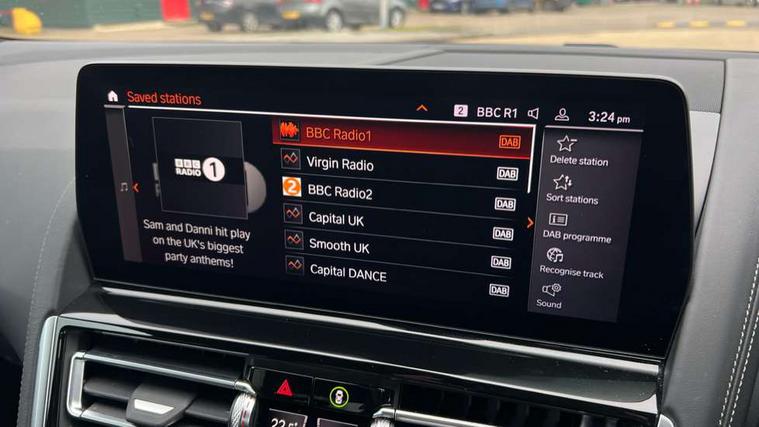 Saved stations
2 BBC R1 3:24 pm
BBC
RADIO 1
Sam and Danni hit play
on the UK's biggest
party anthems!
BBC Radio1 DAB
Virgin Radio DAB
2 BBC Radio2 DAB
Capital UK DAB
Smooth UK DAB
Capital DANCE DAB
Delete station
Sort stations
DAB programme
Recognise track
Sound